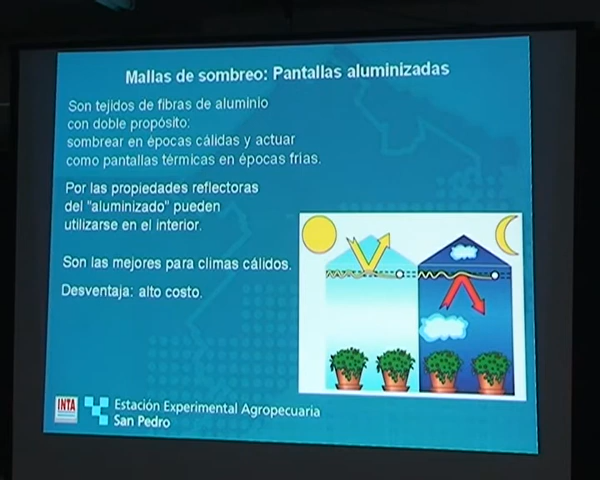 Mallas de sombreo: Pantallas aluminizadas
Son tejidos de fibras de aluminio
con doble propósito:
sombrear en épocas cálidas y actuar
como pantallas térmicas en épocas frias.
Por las propiedades reflectoras
del "aluminizado" pueden
utilizarse en el interior.
Son las mejores para climas cálidos.
Desventaja: alto costo.
INTA
Estación Experimental Agropecuaria
San Pedro